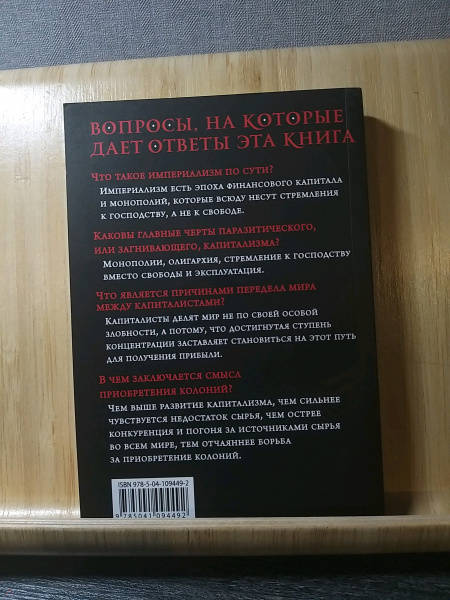 ВОПРОСЫ, НА КОТОРЫЕ
ДАЕТ ОТВЕТЫ ЭТА КНИГА
Что такое империализм по сути?
Империализм есть эпоха финансового капитала
и монополий, которые всюду несут стремления
к господству, а не к свободе.
Каковы главные черты паразитического,
или загнивающего, капитализма?
Монополии, олигархия, стремление к господству
вместо свободы и эксплуатация.
Что является причинами передела мира
между капиталистами?
Капиталисты делят мир не по своей особой
злобности, а потому, что достигнутая ступень
концентрации заставляет становиться на этот путь
для получения прибыли.
В чем заключается смысл
приобретения колоний?
Чем выше развитие капитализма, чем сильнее
чувствуется недостаток сырья, чем острее
конкуренция и погоня за источниками сырья
во всем мире, тем отчаяннее борьба
за приобретение колоний.
ISBN 978-5-04-109449-2
9 785041 094492